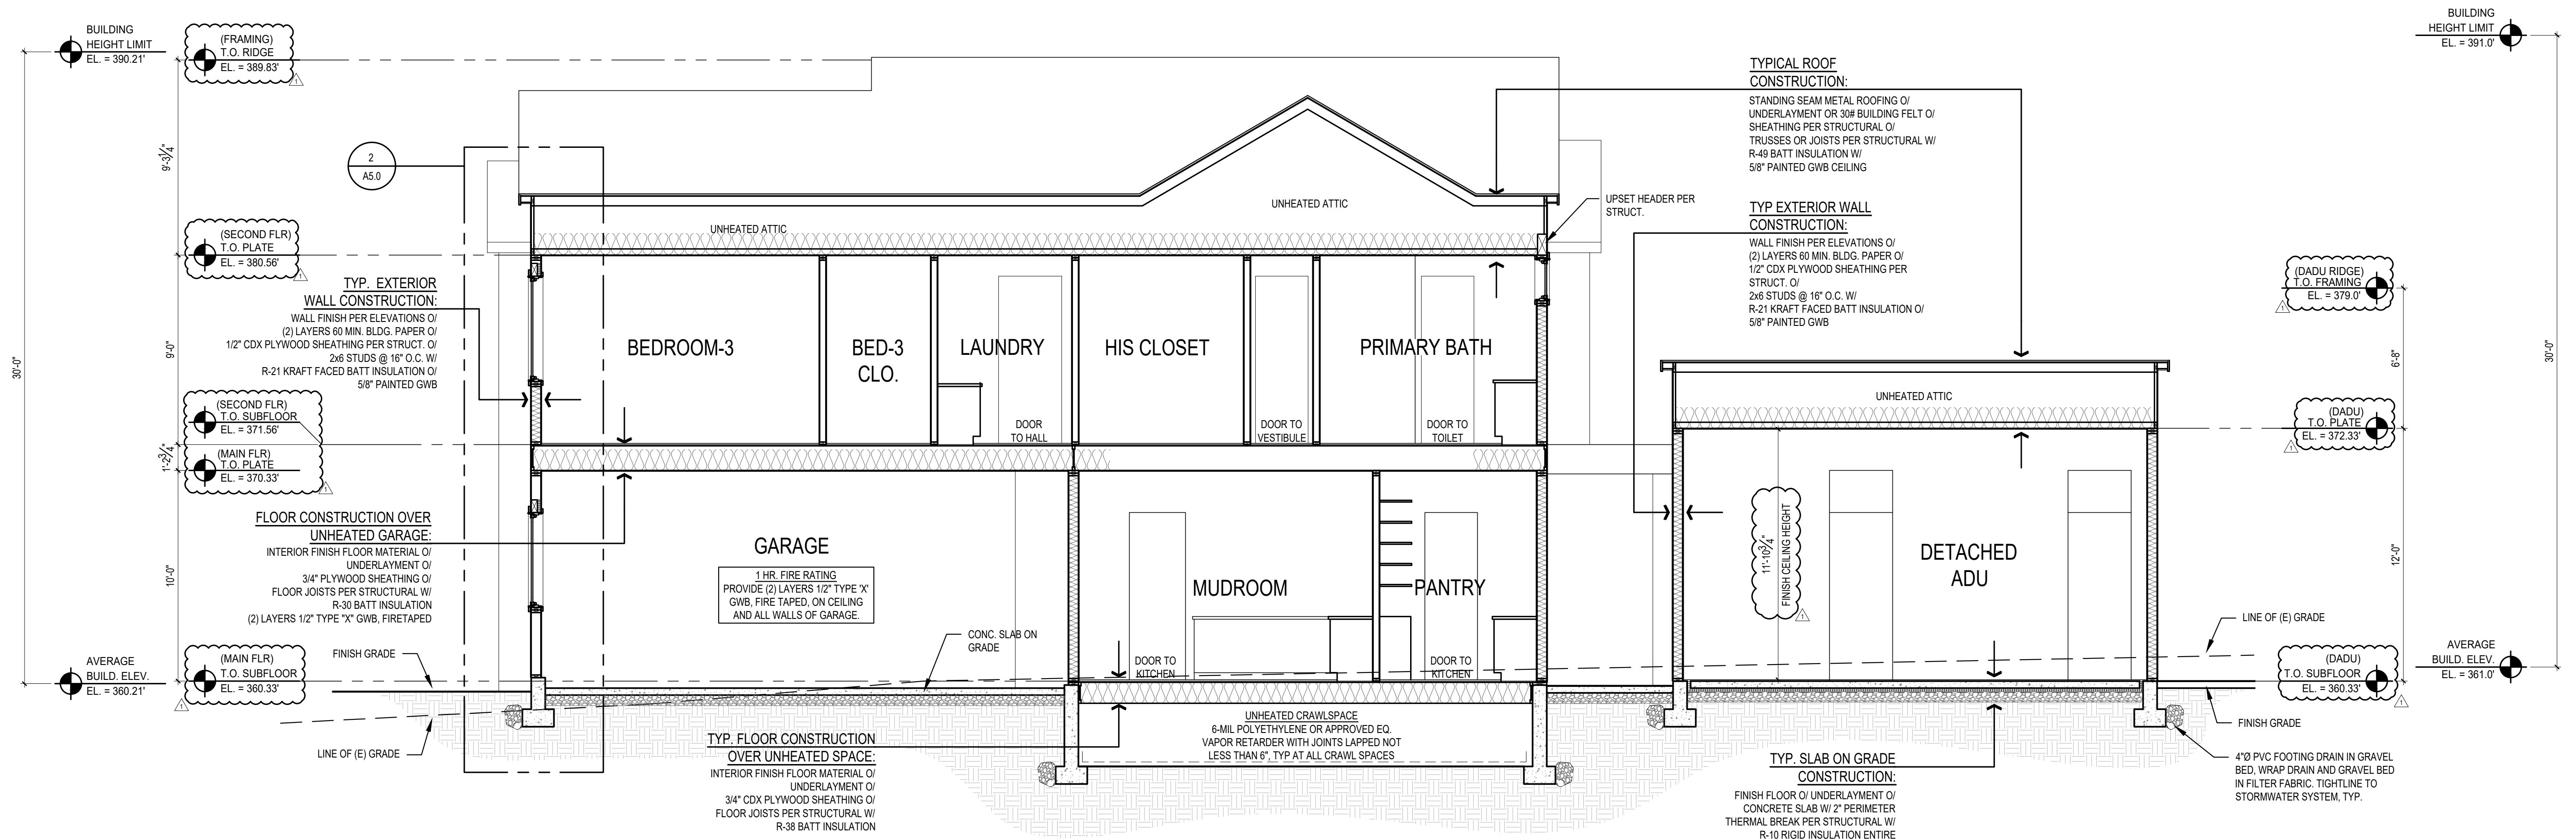 BUILDING
HEIGHT LIMIT
EL. = 390.21'
(FRAMING)
T.O. RIDGE
EL. = 389.83'
1
30'-0"
9'-3 1/4"
9'-0"
1'-2 3/4"
10'-0"
2
A5.0
(SECOND FLR)
T.O. PLATE
EL. = 380.56'
1
TYP. EXTERIOR
WALL CONSTRUCTION:
WALL FINISH PER ELEVATIONS O/
(2) LAYERS 60 MIN. BLDG. PAPER O/
1/2" CDX PLYWOOD SHEATHING PER STRUCT. O/
2x6 STUDS @ 16" O.C. W/
R-21 KRAFT FACED BATT INSULATION O/
5/8" PAINTED GWB
(SECOND FLR)
T.O. SUBFLOOR
EL. = 371.56'
(MAIN FLR)
T.O. PLATE
EL. = 370.33'
1
FLOOR CONSTRUCTION OVER
UNHEATED GARAGE:
INTERIOR FINISH FLOOR MATERIAL O/
UNDERLAYMENT O/
3/4" PLYWOOD SHEATHING O/
FLOOR JOISTS PER STRUCTURAL W/
R-30 BATT INSULATION
(2) LAYERS 1/2" TYPE "X" GWB, FIRETAPED
FINISH GRADE
AVERAGE
BUILD. ELEV.
EL. = 360.21'
(MAIN FLR)
T.O. SUBFLOOR
EL. = 360.33'
1
LINE OF (E) GRADE
UNHEATED ATTIC
UNHEATED ATTIC
UPSET HEADER PER
STRUCT.
BEDROOM-3
BED-3
CLO.
LAUNDRY
DOOR
TO HALL
HIS CLOSET
DOOR TO
VESTIBULE
PRIMARY BATH
DOOR TO
TOILET
GARAGE
1 HR. FIRE RATING
PROVIDE (2) LAYERS 1/2" TYPE 'X'
GWB, FIRE TAPED, ON CEILING
AND ALL WALLS OF GARAGE.
CONC. SLAB ON
GRADE
MUDROOM
DOOR TO
KITCHEN
PANTRY
DOOR TO
KITCHEN
UNHEATED CRAWLSPACE
6-MIL POLYETHYLENE OR APPROVED EQ.
VAPOR RETARDER WITH JOINTS LAPPED NOT
LESS THAN 6", TYP AT ALL CRAWL SPACES
TYP. FLOOR CONSTRUCTION
OVER UNHEATED SPACE:
INTERIOR FINISH FLOOR MATERIAL O/
UNDERLAYMENT O/
3/4" CDX PLYWOOD SHEATHING O/
FLOOR JOISTS PER STRUCTURAL W/
R-38 BATT INSULATION
TYPICAL ROOF
CONSTRUCTION:
STANDING SEAM METAL ROOFING O/
UNDERLAYMENT OR 30# BUILDING FELT O/
SHEATHING PER STRUCTURAL O/
TRUSSES OR JOISTS PER STRUCTURAL W/
R-49 BATT INSULATION W/
5/8" PAINTED GWB CEILING
TYP EXTERIOR WALL
CONSTRUCTION:
WALL FINISH PER ELEVATIONS O/
(2) LAYERS 60 MIN. BLDG. PAPER O/
1/2" CDX PLYWOOD SHEATHING PER
STRUCT. O/
2x6 STUDS @ 16" O.C. W/
R-21 KRAFT FACED BATT INSULATION O/
5/8" PAINTED GWB
UNHEATED ATTIC
11'-10 3/4"
FINISH CEILING HEIGHT
1
DETACHED
ADU
TYP. SLAB ON GRADE
CONSTRUCTION:
FINISH FLOOR O/ UNDERLAYMENT O/
CONCRETE SLAB W/ 2" PERIMETER
THERMAL BREAK PER STRUCTURAL W/
R-10 RIGID INSULATION ENTIRE
BUILDING
HEIGHT LIMIT
EL. = 391.0'
(DADU RIDGE)
T.O. FRAMING
EL. = 379.0'
1
(DADU)
T.O. PLATE
EL. = 372.33'
1
6'-8"
12'-0"
30'-0"
LINE OF (E) GRADE
AVERAGE
BUILD. ELEV.
EL. = 361.0'
(DADU)
T.O. SUBFLOOR
EL. = 360.33'
1
FINISH GRADE
4"Ø PVC FOOTING DRAIN IN GRAVEL
BED, WRAP DRAIN AND GRAVEL BED
IN FILTER FABRIC. TIGHTLINE TO
STORMWATER SYSTEM, TYP.